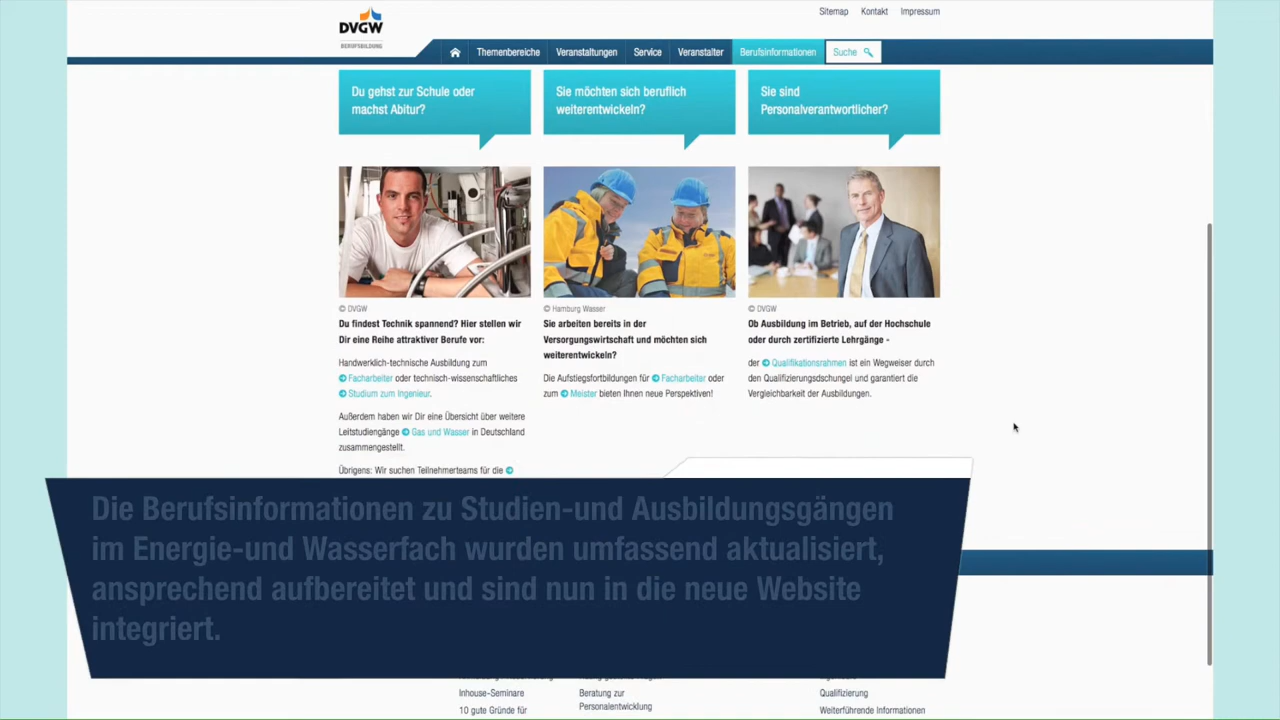 DVGW
BERUFSBILDUNG
Sitemap Kontakt Impressum
Themenbereiche Veranstaltungen Service Veranstalter Berufsinformationen Suche
Du gehst zur Schule oder
machst Abitur?
Sie möchten sich beruflich
weiterentwickeln?
Sie sind
Personalverantwortlicher?
© DVGW
Du findest Technik spannend? Hier stellen wir
Dir eine Reihe attraktiver Berufe vor:
Handwerklich-technische Ausbildung zum
Facharbeiter oder technisch-wissenschaftliches
Studium zum Ingenieur.
Außerdem haben wir Dir eine Übersicht über weitere
Leitstudiengänge Gas und Wasser in Deutschland
zusammengestellt.
Übrigens: Wir suchen Teilnehmerteams für die
© Hamburg Wasser
Sie arbeiten bereits in der
Versorgungswirtschaft und möchten sich
weiterentwickeln?
Die Aufstiegsfortbildungen für Facharbeiter oder
zum Meister bieten Ihnen neue Perspektiven!
© DVGW
Ob Ausbildung im Betrieb, auf der Hochschule
oder durch zertifizierte Lehrgänge -
der Qualifikationsrahmen ist ein Wegweiser durch
den Qualifizierungsdschungel und garantiert die
Vergleichbarkeit der Ausbildungen.
Die Berufsinformationen zu Studien-und Ausbildungsgängen
im Energie-und Wasserfach wurden umfassend aktualisiert,
ansprechend aufbereitet und sind nun in die neue Website
integriert.
Inhouse-Seminare
10 gute Gründe für
Beratung zur
Personalentwicklung
Qualifizierung
Weiterführende Informationen